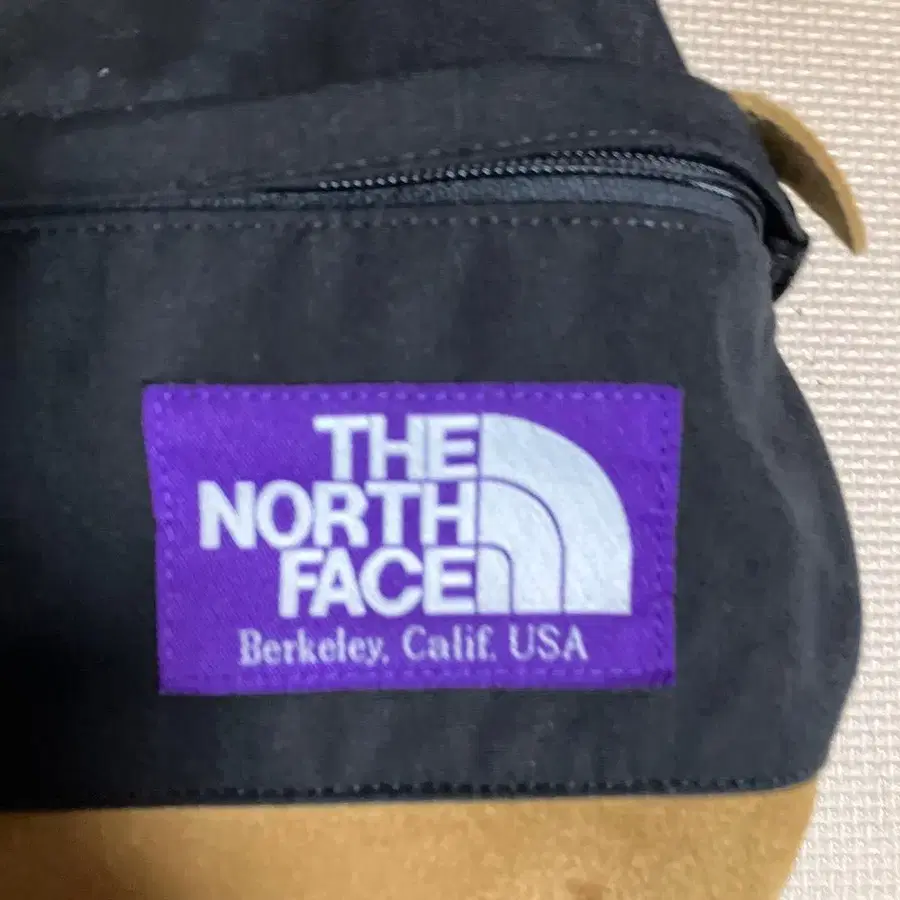 THE
NORTH
FACE
Berkeley, Calif. USA